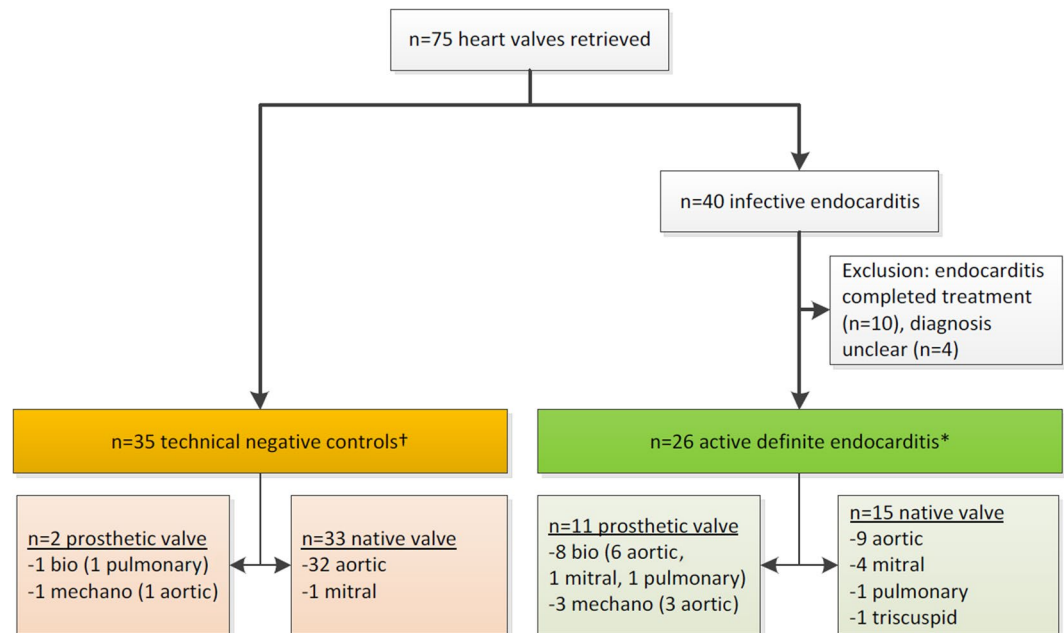 n=75 heart valves retrieved
n=40 infective endocarditis
Exclusion: endocarditis
completed treatment
(n=10), diagnosis
unclear (n=4)
n=35 technical negative controls†
n=26 active definite endocarditis*
n=2 prosthetic valve
-1 bio (1 pulmonary)
-1 mechano (1 aortic)
n=33 native valve
-32 aortic
-1 mitral
n=11 prosthetic valve
-8 bio (6 aortic,
1 mitral, 1 pulmonary)
-3 mechano (3 aortic)
n=15 native valve
-9 aortic
-4 mitral
-1 pulmonary
-1 triscuspid